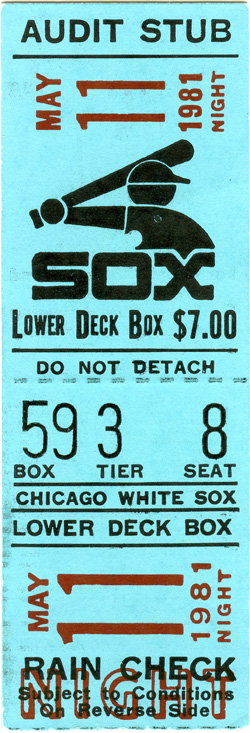 AUDIT STUB
MAY 11 1981 NIGHT
SOX
LOWER DECK BOX $7.00
DO NOT DETACH
59 3 8
BOX TIER SEAT
CHICAGO WHITE SOX
LOWER DECK BOX
MAY 11 1981 NIGHT
RAIN CHECK
NIGHT
Subject to Conditions
On Reverse Side